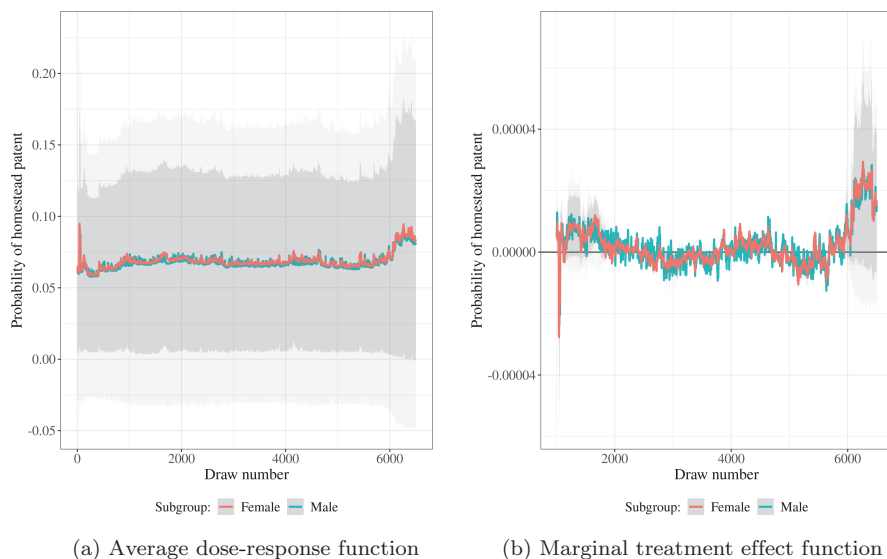 Probability of homestead patent
0.20
0.15
0.10
0.05
0.00
-0.05
0
2000
4000
6000
Draw number
Subgroup: Female Male
(a) Average dose-response function
Probability of homestead patent
0.00004
0.00000
-0.00004
2000
4000
6000
Draw number
Subgroup: Female Male
(b) Marginal treatment effect function